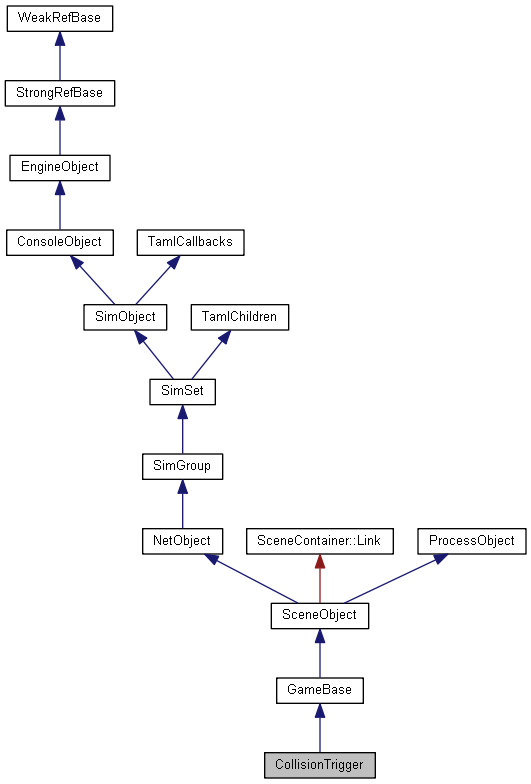 WeakRefBase
StrongRefBase
EngineObject
ConsoleObject
TamlCallbacks
SimObject
TamlChildren
SimSet
SimGroup
NetObject
SceneContainer::Link
ProcessObject
SceneObject
GameBase
CollisionTrigger